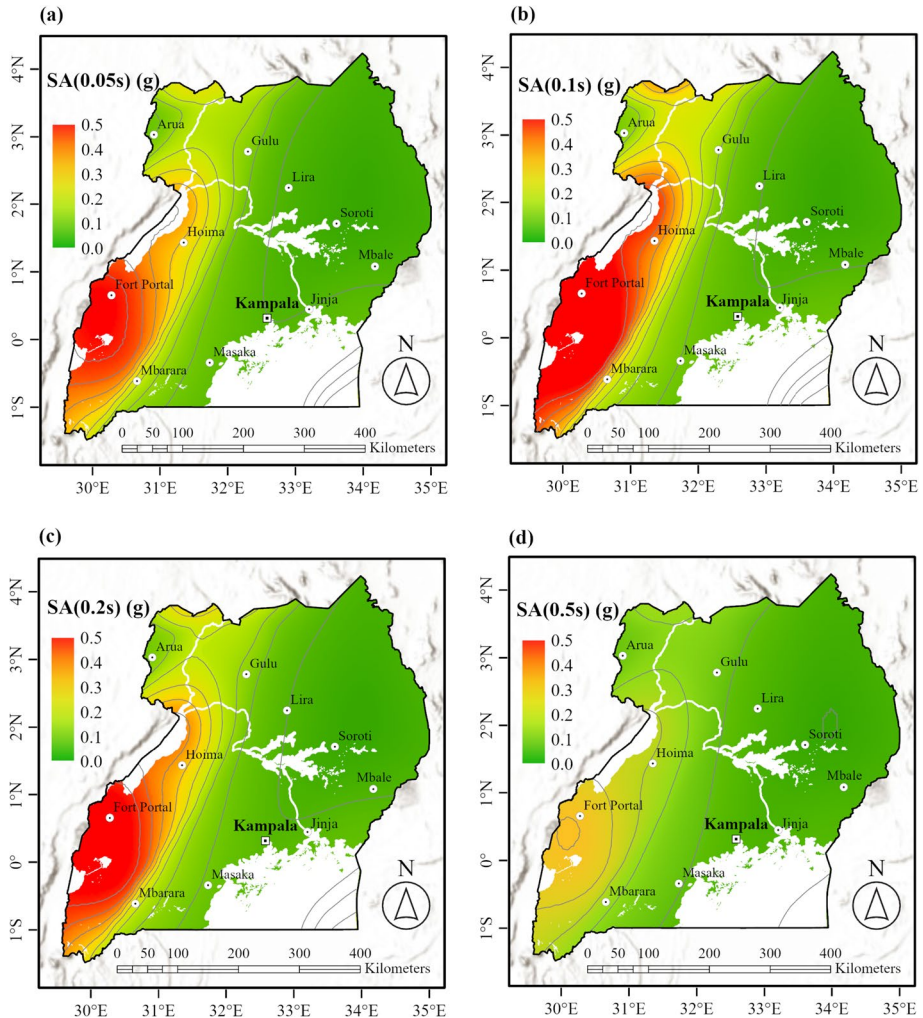 (a)
SA(0.05s) (g)
0.5
0.4
0.3
0.2
0.1
0.0
Arua
Gulu
Lira
Soroti
Hoima
Mbale
Fort Portal
Kampala
Jinja
Mbarara
Masaka
N
0 50 100 200 300 400
Kilometers
4°N
3°N
2°N
1°N
0°
1°S
30°E 31°E 32°E 33°E 34°E 35°E
(b)
SA(0.1s) (g)
0.5
0.4
0.3
0.2
0.1
0.0
Arua
Gulu
Lira
Soroti
Hoima
Mbale
Fort Portal
Kampala
Jinja
Mbarara
Masaka
N
0 50 100 200 300 400
Kilometers
4°N
3°N
2°N
1°N
0°
1°S
30°E 31°E 32°E 33°E 34°E 35°E
(c)
SA(0.2s) (g)
0.5
0.4
0.3
0.2
0.1
0.0
Arua
Gulu
Lira
Soroti
Hoima
Mbale
Fort Portal
Kampala
Jinja
Mbarara
Masaka
N
0 50 100 200 300 400
Kilometers
4°N
3°N
2°N
1°N
0°
1°S
30°E 31°E 32°E 33°E 34°E 35°E
(d)
SA(0.5s) (g)
0.5
0.4
0.3
0.2
0.1
0.0
Arua
Gulu
Lira
Soroti
Hoima
Mbale
Fort Portal
Kampala
Jinja
Mbarara
Masaka
N
0 50 100 200 300 400
Kilometers
4°N
3°N
2°N
1°N
0°
1°S
30°E 31°E 32°E 33°E 34°E 35°E